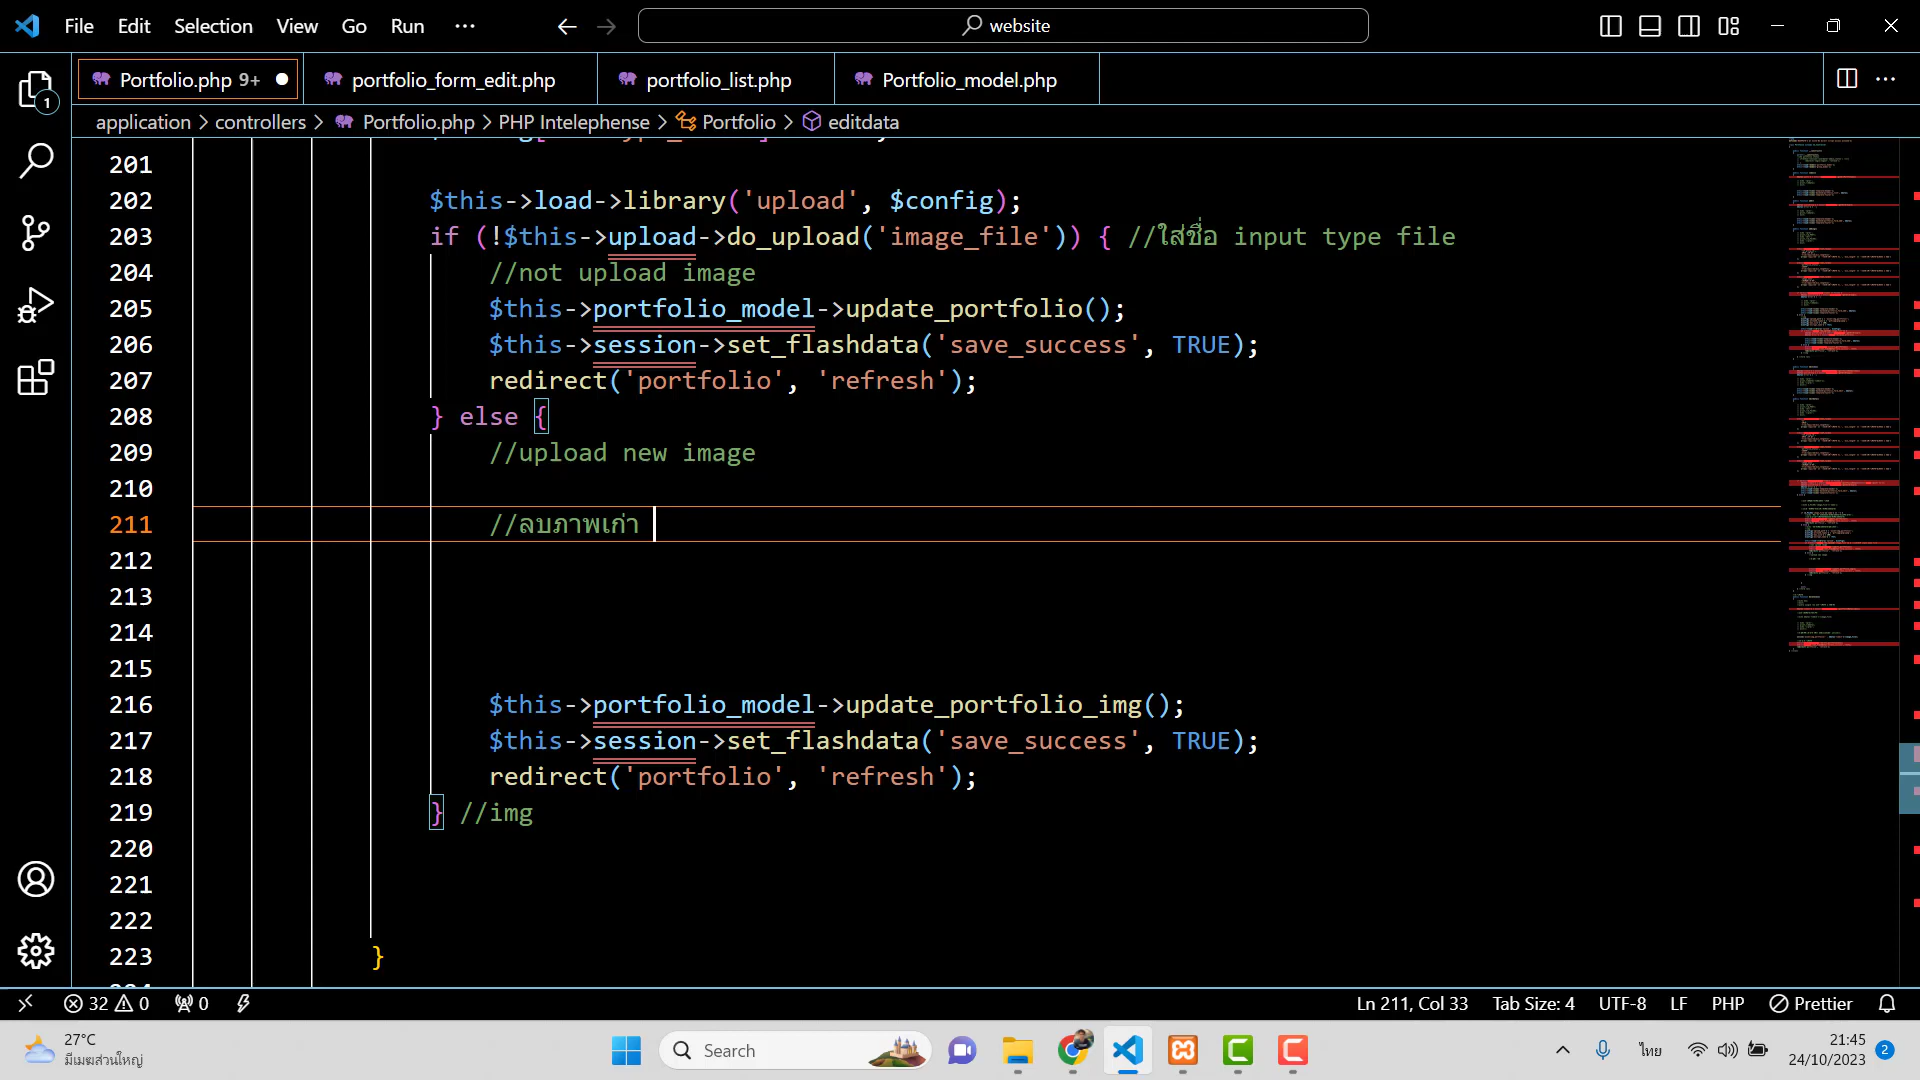 File Edit Selection View Go Run
website
Portfolio.php 9+
portfolio_form_edit.php
portfolio_list.php
Portfolio_model.php
application > controllers > Portfolio.php > PHP Intelephense > Portfolio > editdata
201
202 $this->load->library('upload', $config);
203 if (!$this->upload->do_upload('image_file')) { //ใส่ชื่อ input type file
204 //not upload image
205 $this->portfolio_model->update_portfolio();
206 $this->session->set_flashdata('save_success', TRUE);
207 redirect('portfolio', 'refresh');
208 } else {
209 //upload new image
210
211 //ลบภาพเก่า
212
213
214
215
216 $this->portfolio_model->update_portfolio_img();
217 $this->session->set_flashdata('save_success', TRUE);
218 redirect('portfolio', 'refresh');
219 } //img
220
221
222
223 }
1
32 0 0
Ln 211, Col 33 Tab Size: 4 UTF-8 LF PHP Prettier
27°C
มีเมฆส่วนใหญ่
Search
ไทย
21:45
24/10/2023
2